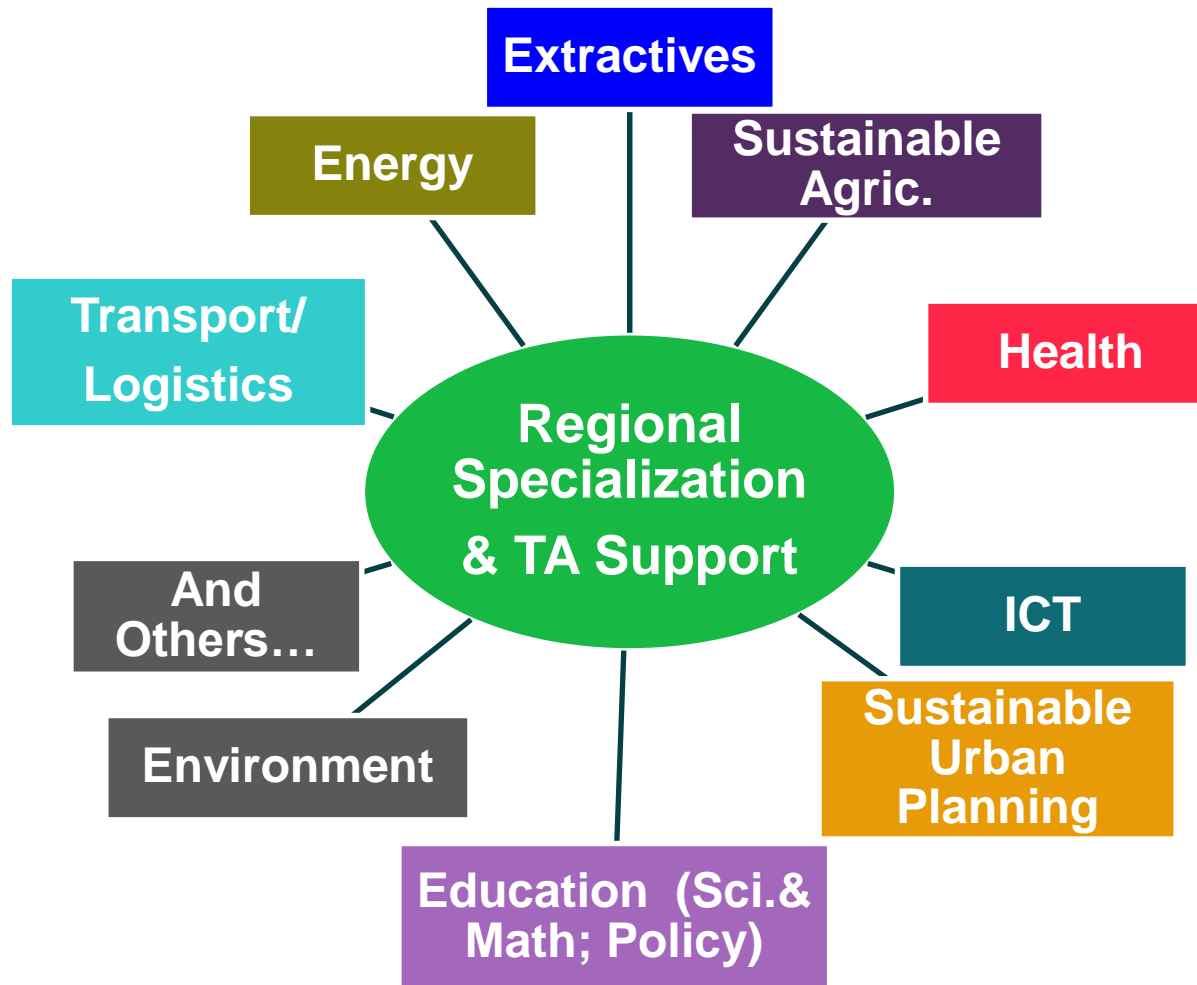 Extractives
Energy
Sustainable
Agric.
Transport/
Logistics
Health
Regional
Specialization
& TA Support
And
Others…
ICT
Environment
Sustainable
Urban
Planning
Education  (Sci.&
Math; Policy)